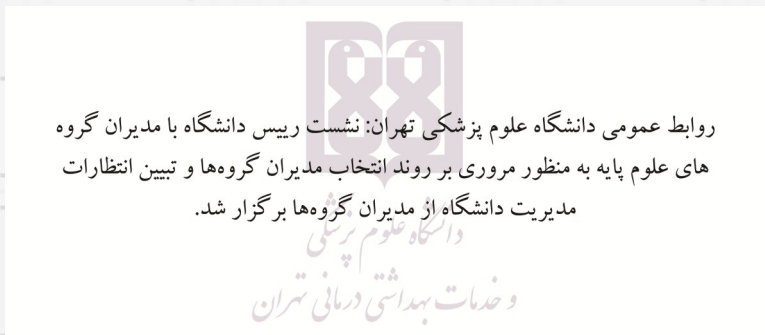 روابط عمومی دانشگاه علوم پزشکی تهران: نشست رییس دانشگاه با مدیران گروه
های علوم پایه به منظور مروری بر روند انتخاب مدیران گروه‌ها و تبیین انتظارات
مدیریت دانشگاه از مدیران گروه‌ها برگزار شد.
دانشگاه علوم پزشکی
و خدمات بهداشتی درمانی تهران